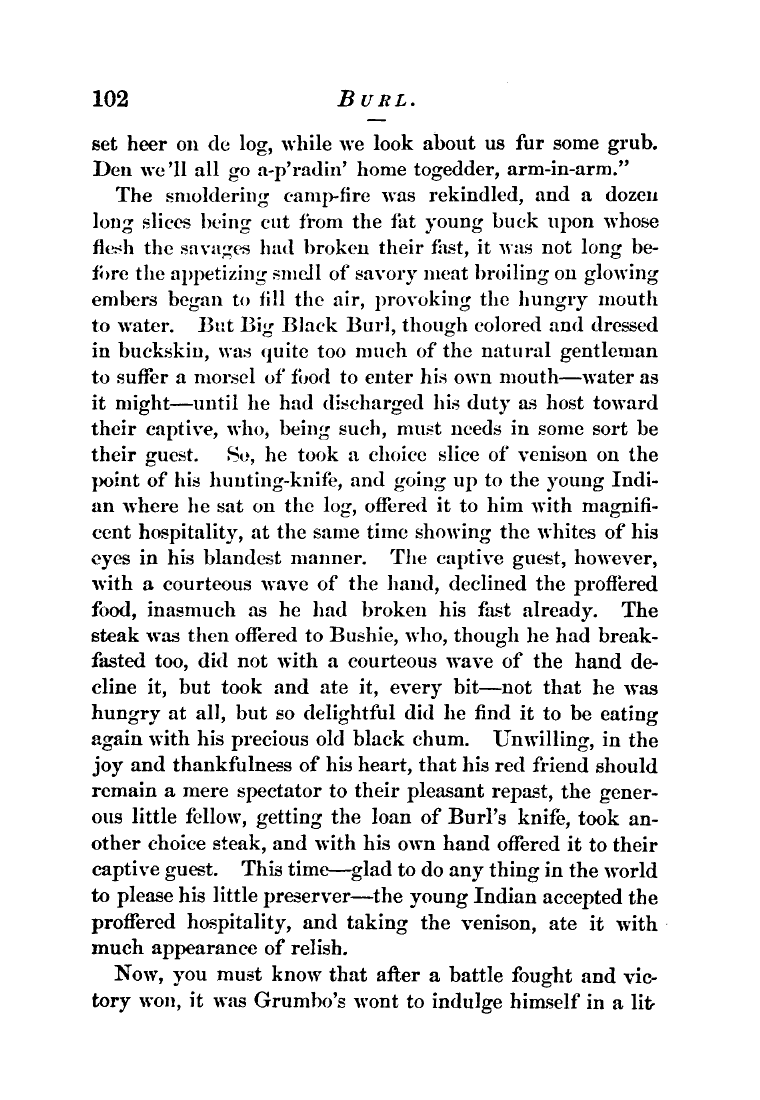 102 BURL.
set heer on de log, while we look about us fur some grub.
Den we'll all go a-p'radin' home togedder, arm-in-arm."
The smoldering camp-fire was rekindled, and a dozen
long slices being cut from the fat young buck upon whose
flesh the savages had broken their fast, it was not long be-
fore the appetizing smell of savory meat broiling on glowing
embers began to fill the air, provoking the hungry mouth
to water. But Big Black Burl, though colored and dressed
in buckskin, was quite too much of the natural gentleman
to suffer a morsel of food to enter his own mouth—water as
it might—until he had discharged his duty as host toward
their captive, who, being such, must needs in some sort be
their guest. So, he took a choice slice of venison on the
point of his hunting-knife, and going up to the young Indi-
an where he sat on the log, offered it to him with magnifi-
cent hospitality, at the same time showing the whites of his
eyes in his blandest manner. The captive guest, however,
with a courteous wave of the hand, declined the proffered
food, inasmuch as he had broken his fast already. The
steak was then offered to Bushie, who, though he had break-
fasted too, did not with a courteous wave of the hand de-
cline it, but took and ate it, every bit—not that he was
hungry at all, but so delightful did he find it to be eating
again with his precious old black chum. Unwilling, in the
joy and thankfulness of his heart, that his red friend should
remain a mere spectator to their pleasant repast, the gener-
ous little fellow, getting the loan of Burl's knife, took an-
other choice steak, and with his own hand offered it to their
captive guest. This time—glad to do any thing in the world
to please his little preserver—the young Indian accepted the
proffered hospitality, and taking the venison, ate it with
much appearance of relish.
Now, you must know that after a battle fought and vic-
tory won, it was Grumbo's wont to indulge himself in a lit-